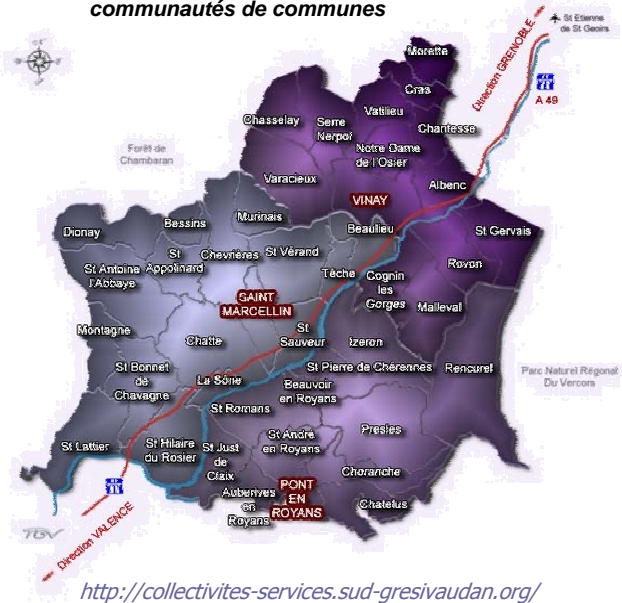 communautés de communes
St Etienne
de St Geoirs
Direction GRENOBLE
A 49
Morette
Cras
Vatilieu
Chantesse
Chasselay
Serre
Nerpol
Notre Dame
de l'Osier
Forêt de
Chambaran
Varacieux
VINAY
Albenc
Murinais
Beaulieu
St Gervais
Dionay
Bessins
St Antoine
l'Abbaye
St
Appolinard
Chevrières
St Vérand
Têche
Cognin
les
Gorges
Rovon
Malleval
SAINT
MARCELLIN
Montagne
Chatte
St
Sauveur
Izeron
St Bonnet
de
Chavagne
La Sône
St Pierre de Chérennes
Rencurel
Parc Naturel Régional
Du Vercors
Beauvoir
en Royans
St Romans
St Lattier
St Hilaire
du Rosier
St Just
de
Claix
St André
en Royans
Presles
Choranche
PONT
EN
ROYANS
Auberives
en
Royans
Chatelus
TGV
Direction VALENCE
http://collectivites-services.sud-gresivaudan.org/